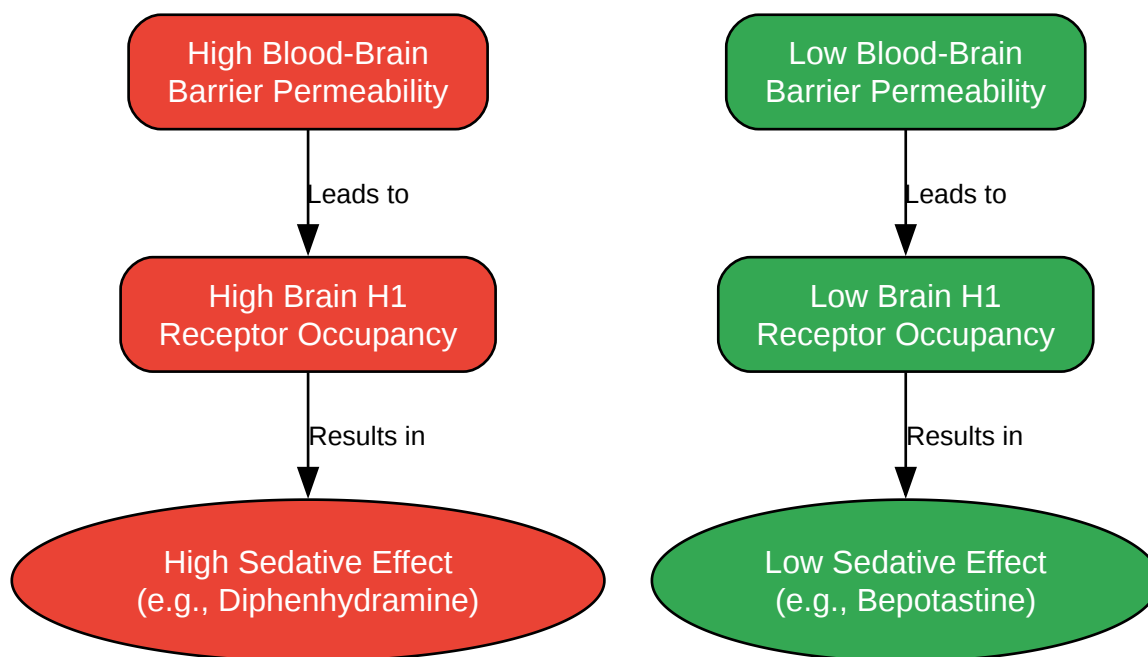 High Blood-Brain
Barrier Permeability
Leads to
High Brain H1
Receptor Occupancy
Results in
High Sedative Effect
(e.g., Diphenhydramine)
Low Blood-Brain
Barrier Permeability
Leads to
Low Brain H1
Receptor Occupancy
Results in
Low Sedative Effect
(e.g., Bepotastine)